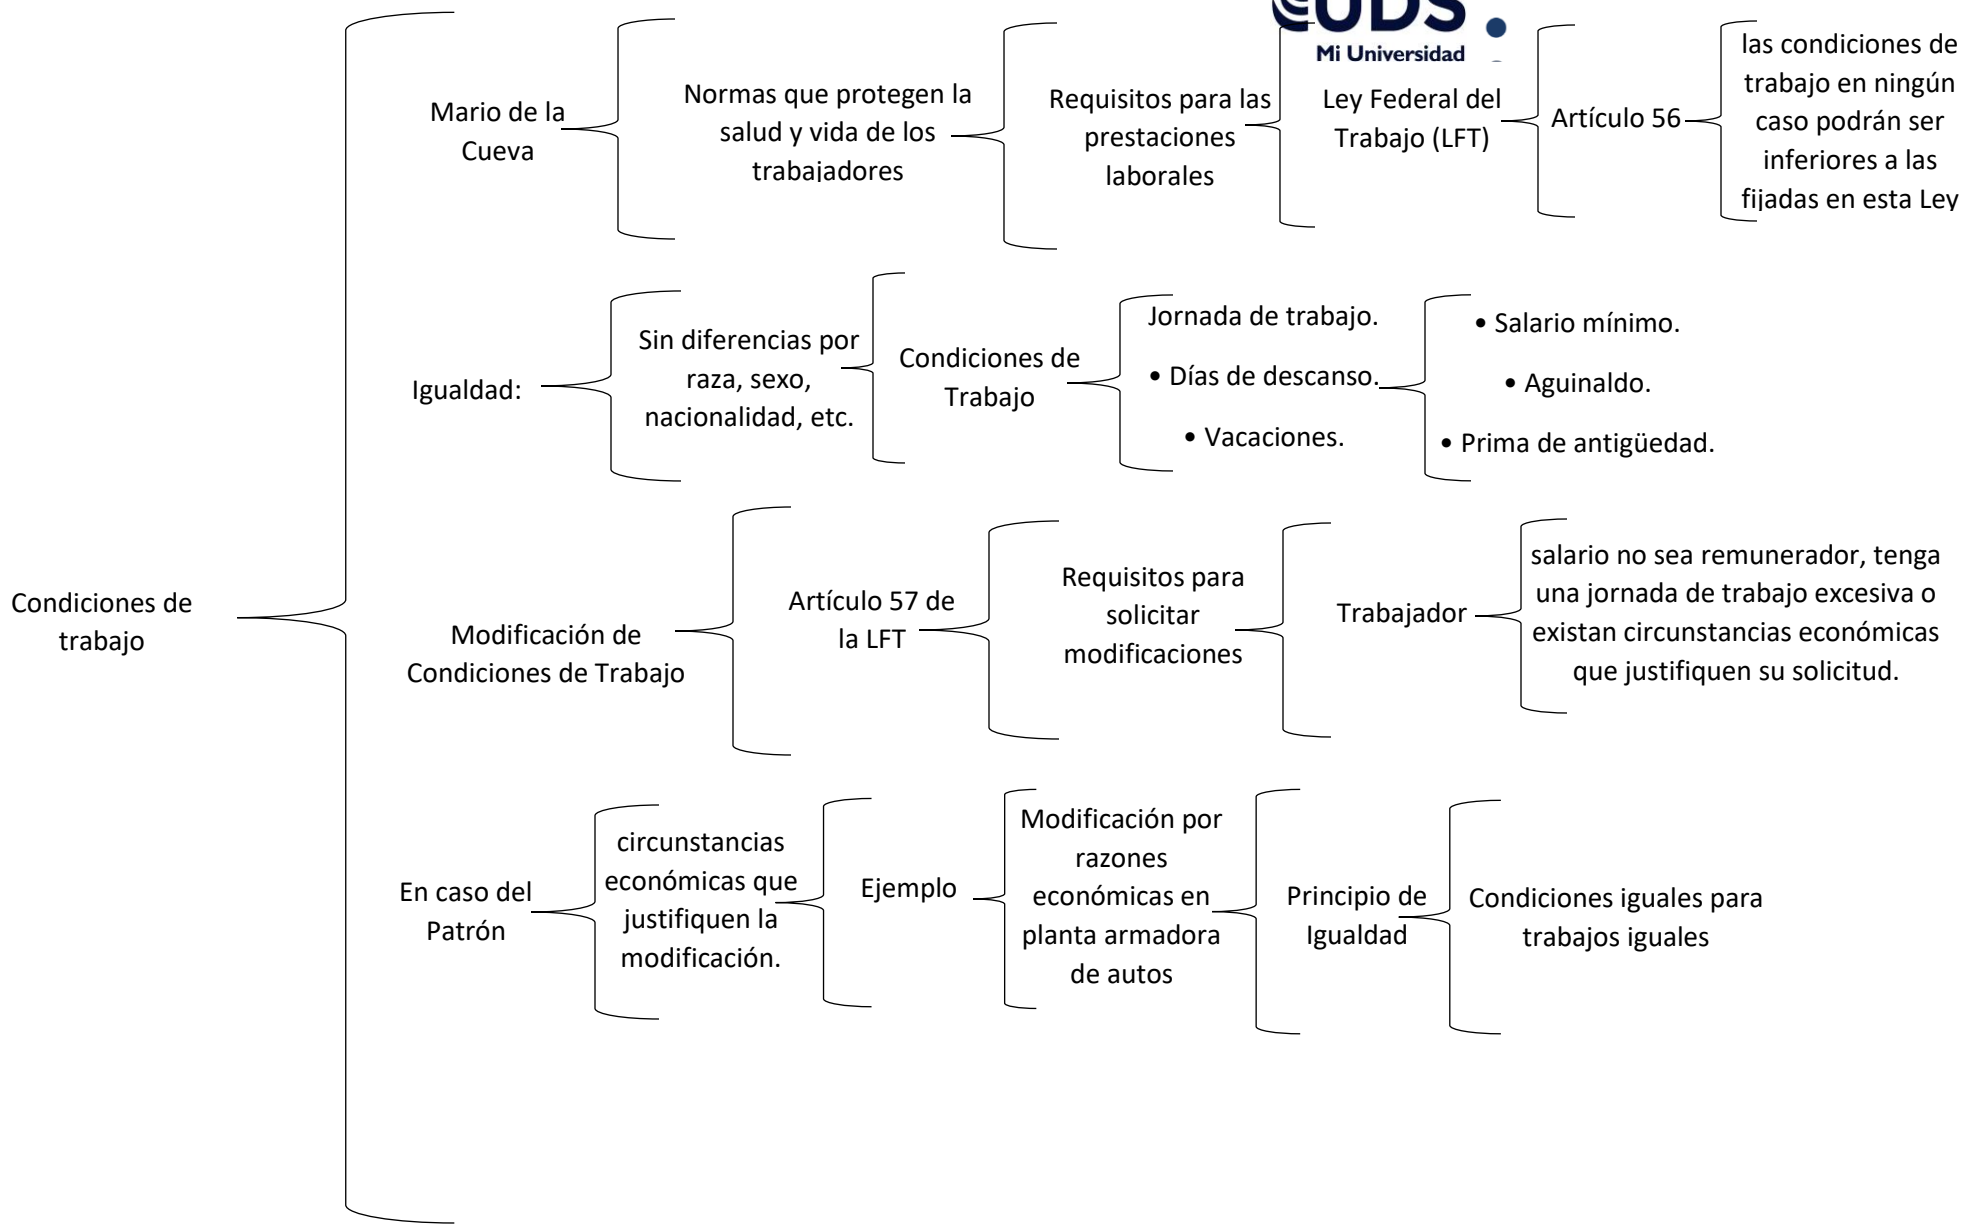 UDS
Mi Universidad
Condiciones de
trabajo
Mario de la
Cueva
Normas que protegen la
salud y vida de los
trabajadores
Requisitos para las
prestaciones
laborales
Ley Federal del
Trabajo (LFT)
Artículo 56
las condiciones de
trabajo en ningún
caso podrán ser
inferiores a las
fijadas en esta Ley
Igualdad:
Sin diferencias por
raza, sexo,
nacionalidad, etc.
Condiciones de
Trabajo
Jornada de trabajo.
• Días de descanso.
• Vacaciones.
• Salario mínimo.
• Aguinaldo.
• Prima de antigüedad.
Modificación de
Condiciones de Trabajo
Artículo 57 de
la LFT
Requisitos para
solicitar
modificaciones
Trabajador
salario no sea remunerador, tenga
una jornada de trabajo excesiva o
existan circunstancias económicas
que justifiquen su solicitud.
En caso del
Patrón
circunstancias
económicas que
justifiquen la
modificación.
Ejemplo
Modificación por
razones
económicas en
planta armadora
de autos
Principio de
Igualdad
Condiciones iguales para
trabajos iguales